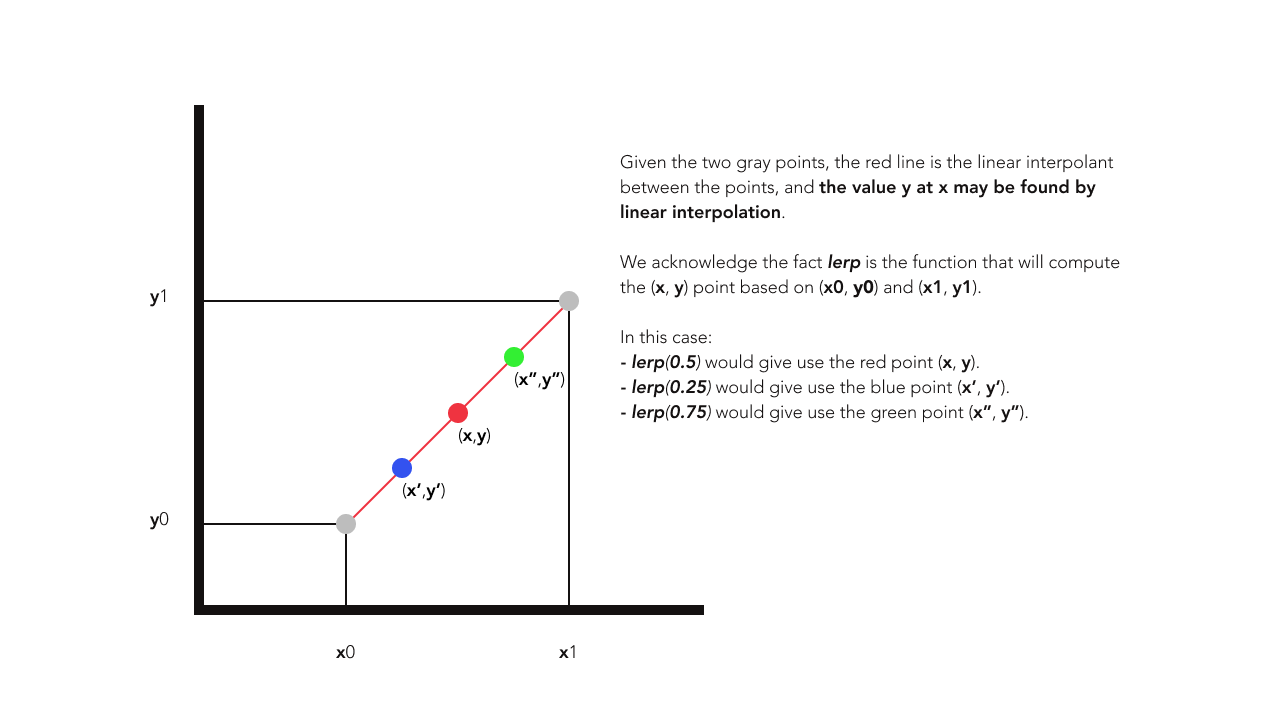 Given the two gray points, the red line is the linear interpolant
between the points, and the value y at x may be found by
linear interpolation.
We acknowledge the fact lerp is the function that will compute
the (x, y) point based on (x0, y0) and (x1, y1).
In this case:
- lerp(0.5) would give use the red point (x, y).
- lerp(0.25) would give use the blue point (x’, y’).
- lerp(0.75) would give use the green point (x”, y”).
y1
(x”,y”)
(x,y)
(x’,y’)
y0
x0
x1